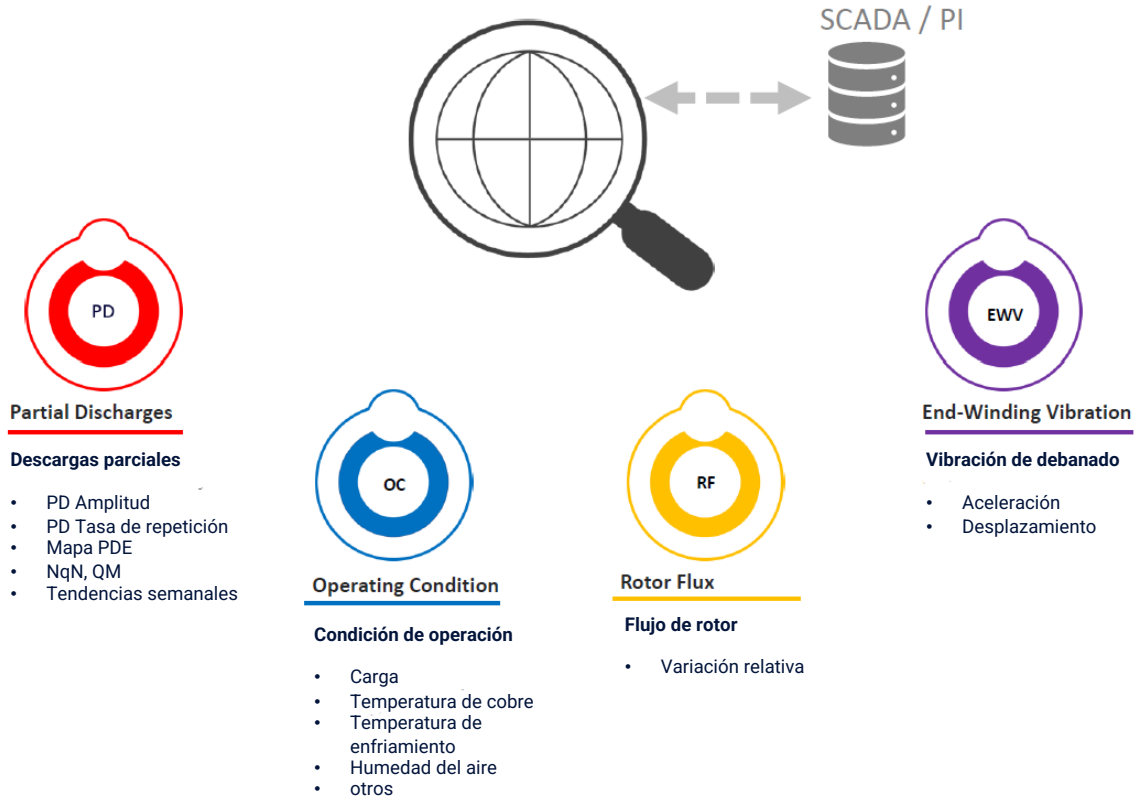 SCADA / PI
PD
Partial Discharges
Descargas parciales
• PD Amplitud
• PD Tasa de repetición
• Mapa PDE
• NqN, QM
• Tendencias semanales
OC
Operating Condition
Condición de operación
• Carga
• Temperatura de cobre
• Temperatura de
enfriamiento
• Humedad del aire
• otros
RF
Rotor Flux
Flujo de rotor
• Variación relativa
EWV
End-Winding Vibration
Vibración de debanado
• Aceleración
• Desplazamiento